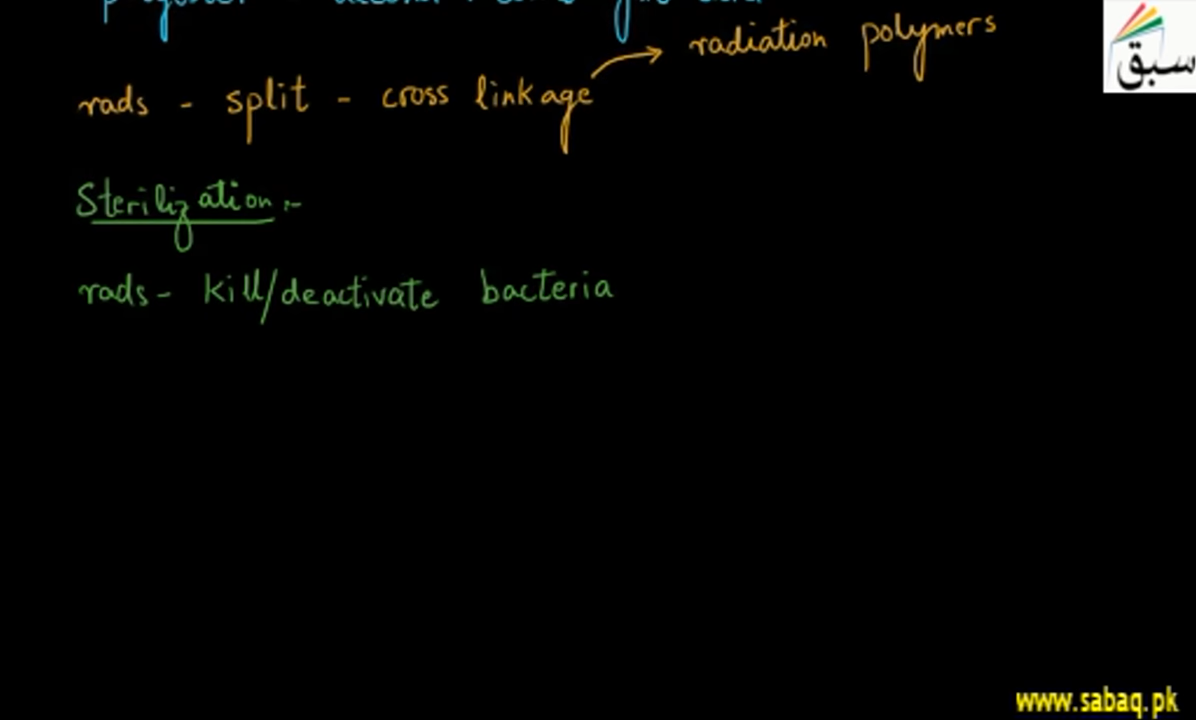 radiation polymers
rads - split - cross linkage
سبق
Sterilization :-
rads - kill/deactivate bacteria
www.sabaq.pk